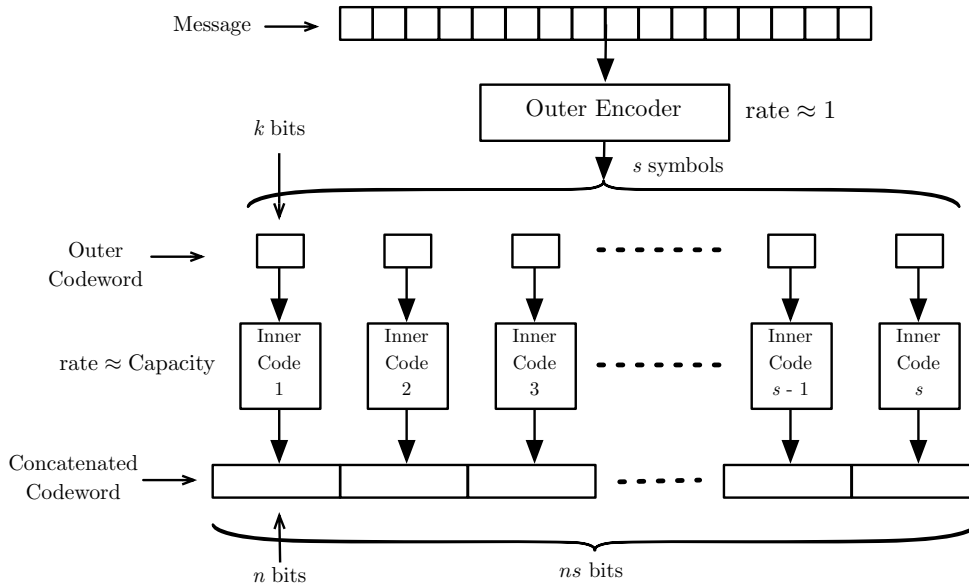 Message
Outer Encoder
rate ≈ 1
k bits
s symbols
Outer
Codeword
rate ≈ Capacity
Inner
Code
1
Inner
Code
2
Inner
Code
3
Inner
Code
s - 1
Inner
Code
s
Concatenated
Codeword
n bits
ns bits